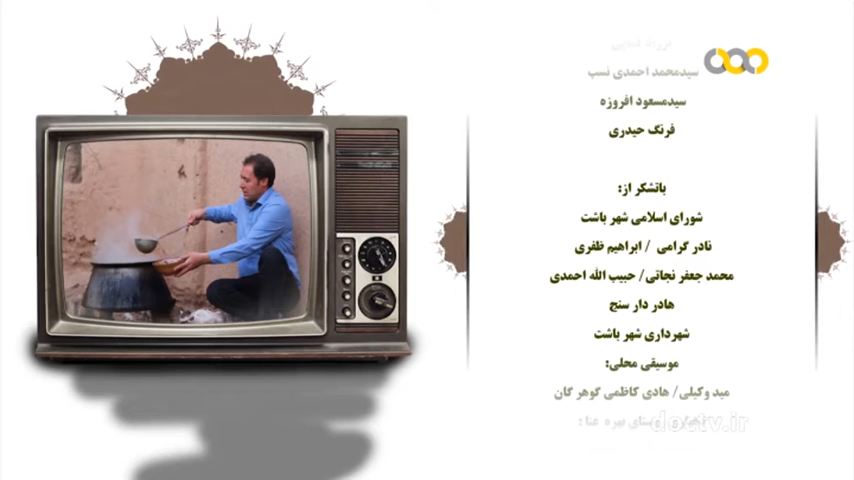 سیدمحمد احمدی نسب
سیدمسعود افروزه
فرنگ حیدری
باتشکر از:
شورای اسلامی شهر باشت
نادر گرامی / ابراهیم ظفری
محمد جعفر نجاتی/ حبیب الله احمدی
هادر دار سنج
شهرداری شهر باشت
موسیقی محلی:
مید وکیلی/ هادی کاظمی گوهر گان
doctv.ir